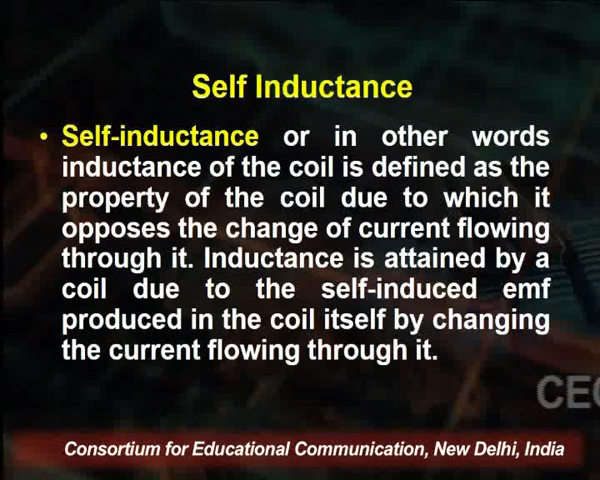 Self Inductance
• Self-inductance or in other words
inductance of the coil is defined as the
property of the coil due to which it
opposes the change of current flowing
through it. Inductance is attained by a
coil due to the self-induced emf
produced in the coil itself by changing
the current flowing through it.
CEC
Consortium for Educational Communication, New Delhi, India